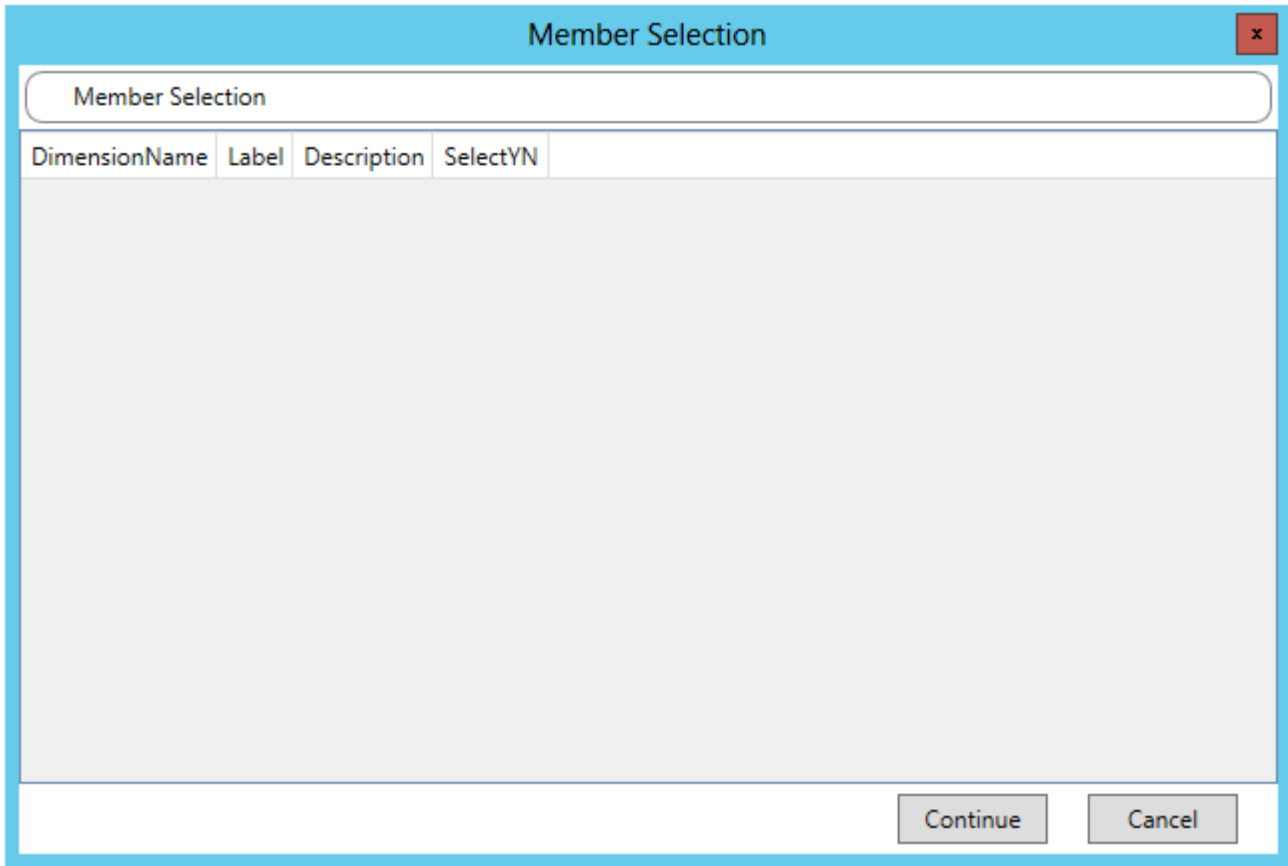 Member Selection
x
Member Selection
DimensionName Label Description SelectYN
Continue Cancel